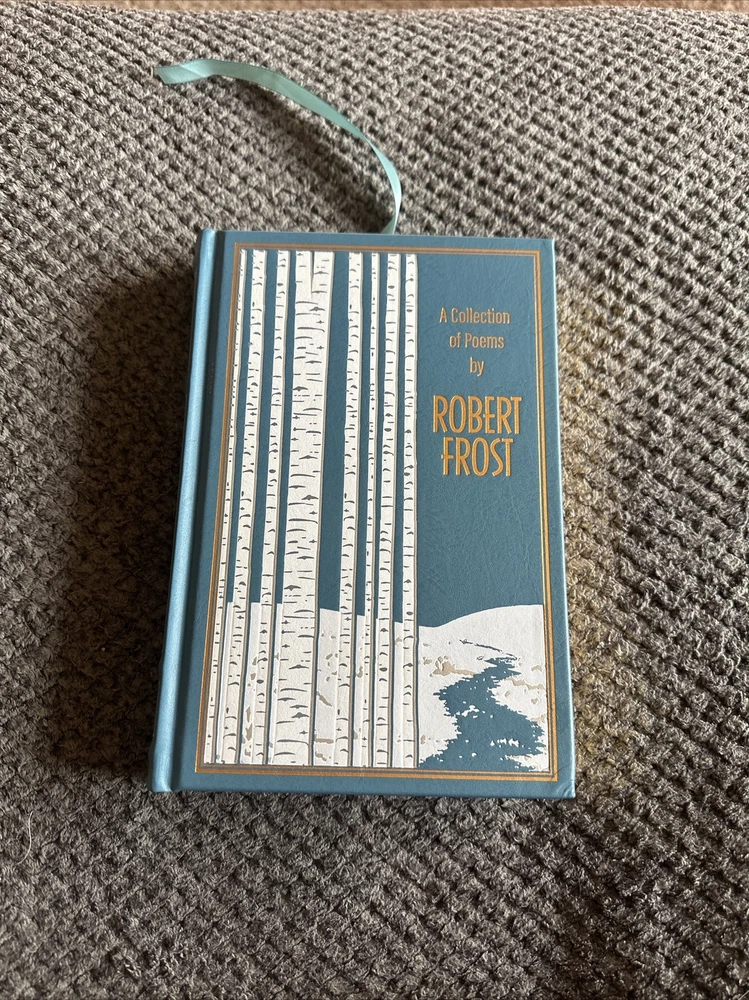 A Collection
of Poems
by
ROBERT
FROST